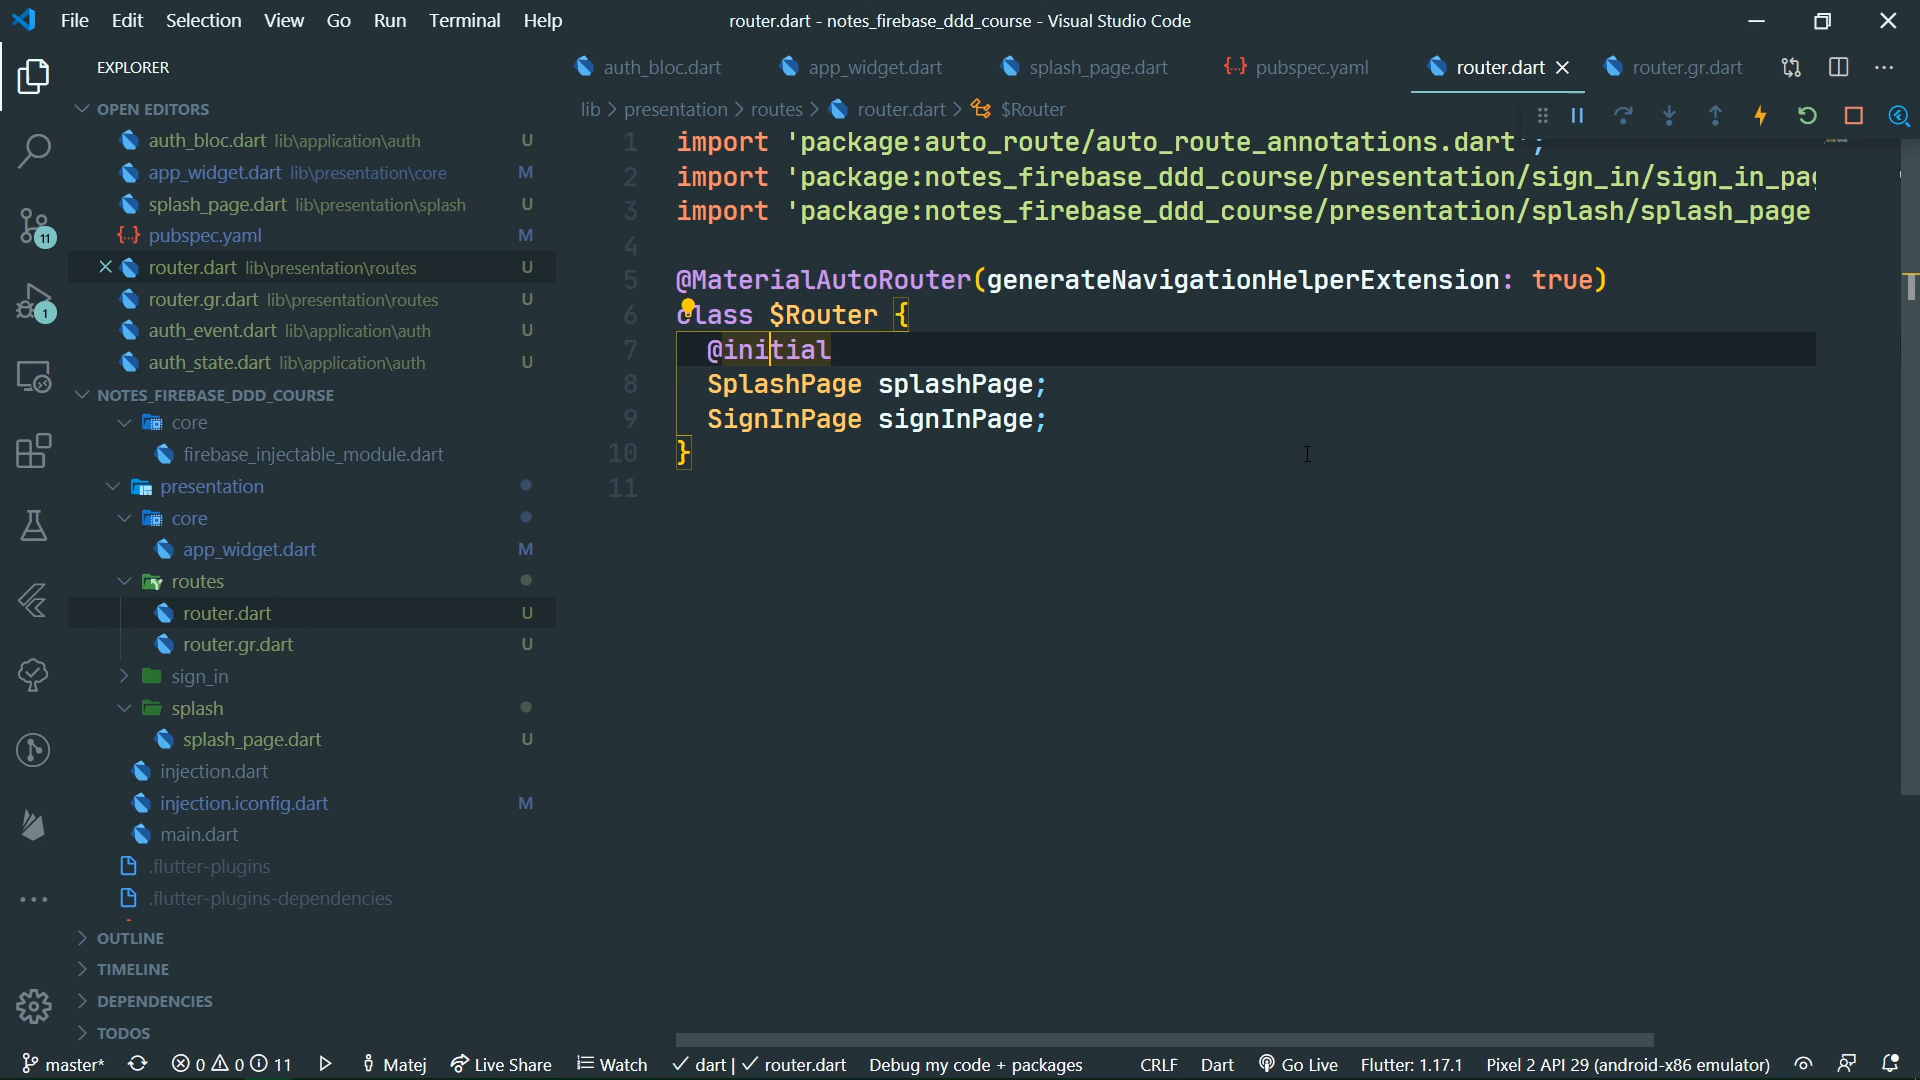 File Edit Selection View Go Run Terminal Help
router.dart - notes_firebase_ddd_course - Visual Studio Code
EXPLORER
auth_bloc.dart
app_widget.dart
splash_page.dart
{··} pubspec.yaml
router.dart
router.gr.dart
OPEN EDITORS
lib > presentation > routes > router.dart > $Router
auth_bloc.dart lib\application\auth U
app_widget.dart lib\presentation\core M
splash_page.dart lib\presentation\splash U
{··} pubspec.yaml M
router.dart lib\presentation\routes U
router.gr.dart lib\presentation\routes U
auth_event.dart lib\application\auth U
auth_state.dart lib\application\auth U
NOTES_FIREBASE_DDD_COURSE
core
firebase_injectable_module.dart
presentation
core
app_widget.dart M
routes
router.dart U
router.gr.dart U
sign_in
splash
splash_page.dart U
injection.dart
injection.iconfig.dart M
main.dart
.flutter-plugins
.flutter-plugins-dependencies
OUTLINE
TIMELINE
DEPENDENCIES
TODOS
11
1
1 import 'package:auto_route/auto_route_annotations.dart';
2 import 'package:notes_firebase_ddd_course/presentation/sign_in/sign_in_pag
3 import 'package:notes_firebase_ddd_course/presentation/splash/splash_page
4
5 @MaterialAutoRouter(generateNavigationHelperExtension: true)
6 class $Router {
7 @initial
8 SplashPage splashPage;
9 SignInPage signInPage;
10 }
11
master* 0 0 11 Matej Live Share Watch dart | router.dart Debug my code + packages CRLF Dart Go Live Flutter: 1.17.1 Pixel 2 API 29 (android-x86 emulator)